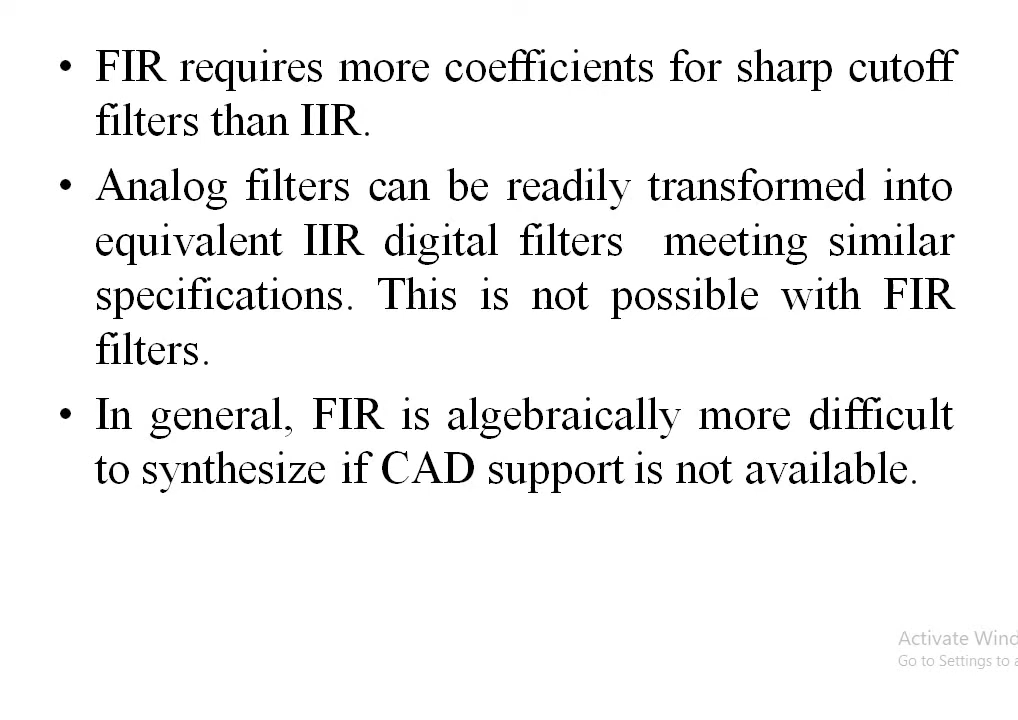 • FIR requires more coefficients for sharp cutoff
filters than IIR.
• Analog filters can be readily transformed into
equivalent IIR digital filters meeting similar
specifications. This is not possible with FIR
filters.
• In general, FIR is algebraically more difficult
to synthesize if CAD support is not available.
Activate Wind
Go to Settings to a